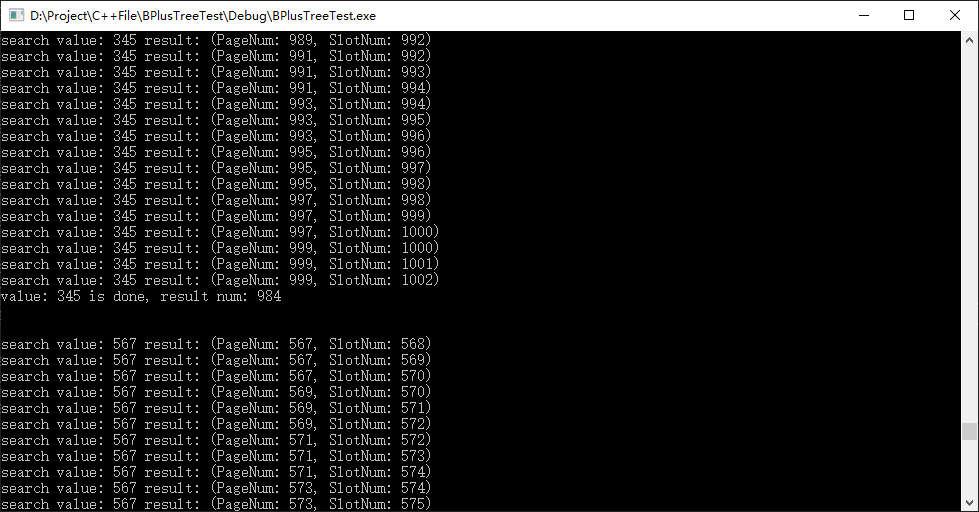 D:\Project\C++File\BPlusTreeTest\Debug\BPlusTreeTest.exe
search value: 345 result: (PageNum: 989, SlotNum: 992)
search value: 345 result: (PageNum: 991, SlotNum: 992)
search value: 345 result: (PageNum: 991, SlotNum: 993)
search value: 345 result: (PageNum: 991, SlotNum: 994)
search value: 345 result: (PageNum: 993, SlotNum: 994)
search value: 345 result: (PageNum: 993, SlotNum: 995)
search value: 345 result: (PageNum: 993, SlotNum: 996)
search value: 345 result: (PageNum: 995, SlotNum: 996)
search value: 345 result: (PageNum: 995, SlotNum: 997)
search value: 345 result: (PageNum: 995, SlotNum: 998)
search value: 345 result: (PageNum: 997, SlotNum: 998)
search value: 345 result: (PageNum: 997, SlotNum: 999)
search value: 345 result: (PageNum: 997, SlotNum: 1000)
search value: 345 result: (PageNum: 999, SlotNum: 1000)
search value: 345 result: (PageNum: 999, SlotNum: 1001)
search value: 345 result: (PageNum: 999, SlotNum: 1002)
value: 345 is done, result num: 984
search value: 567 result: (PageNum: 567, SlotNum: 568)
search value: 567 result: (PageNum: 567, SlotNum: 569)
search value: 567 result: (PageNum: 567, SlotNum: 570)
search value: 567 result: (PageNum: 569, SlotNum: 570)
search value: 567 result: (PageNum: 569, SlotNum: 571)
search value: 567 result: (PageNum: 569, SlotNum: 572)
search value: 567 result: (PageNum: 571, SlotNum: 572)
search value: 567 result: (PageNum: 571, SlotNum: 573)
search value: 567 result: (PageNum: 571, SlotNum: 574)
search value: 567 result: (PageNum: 573, SlotNum: 574)
search value: 567 result: (PageNum: 573, SlotNum: 575)